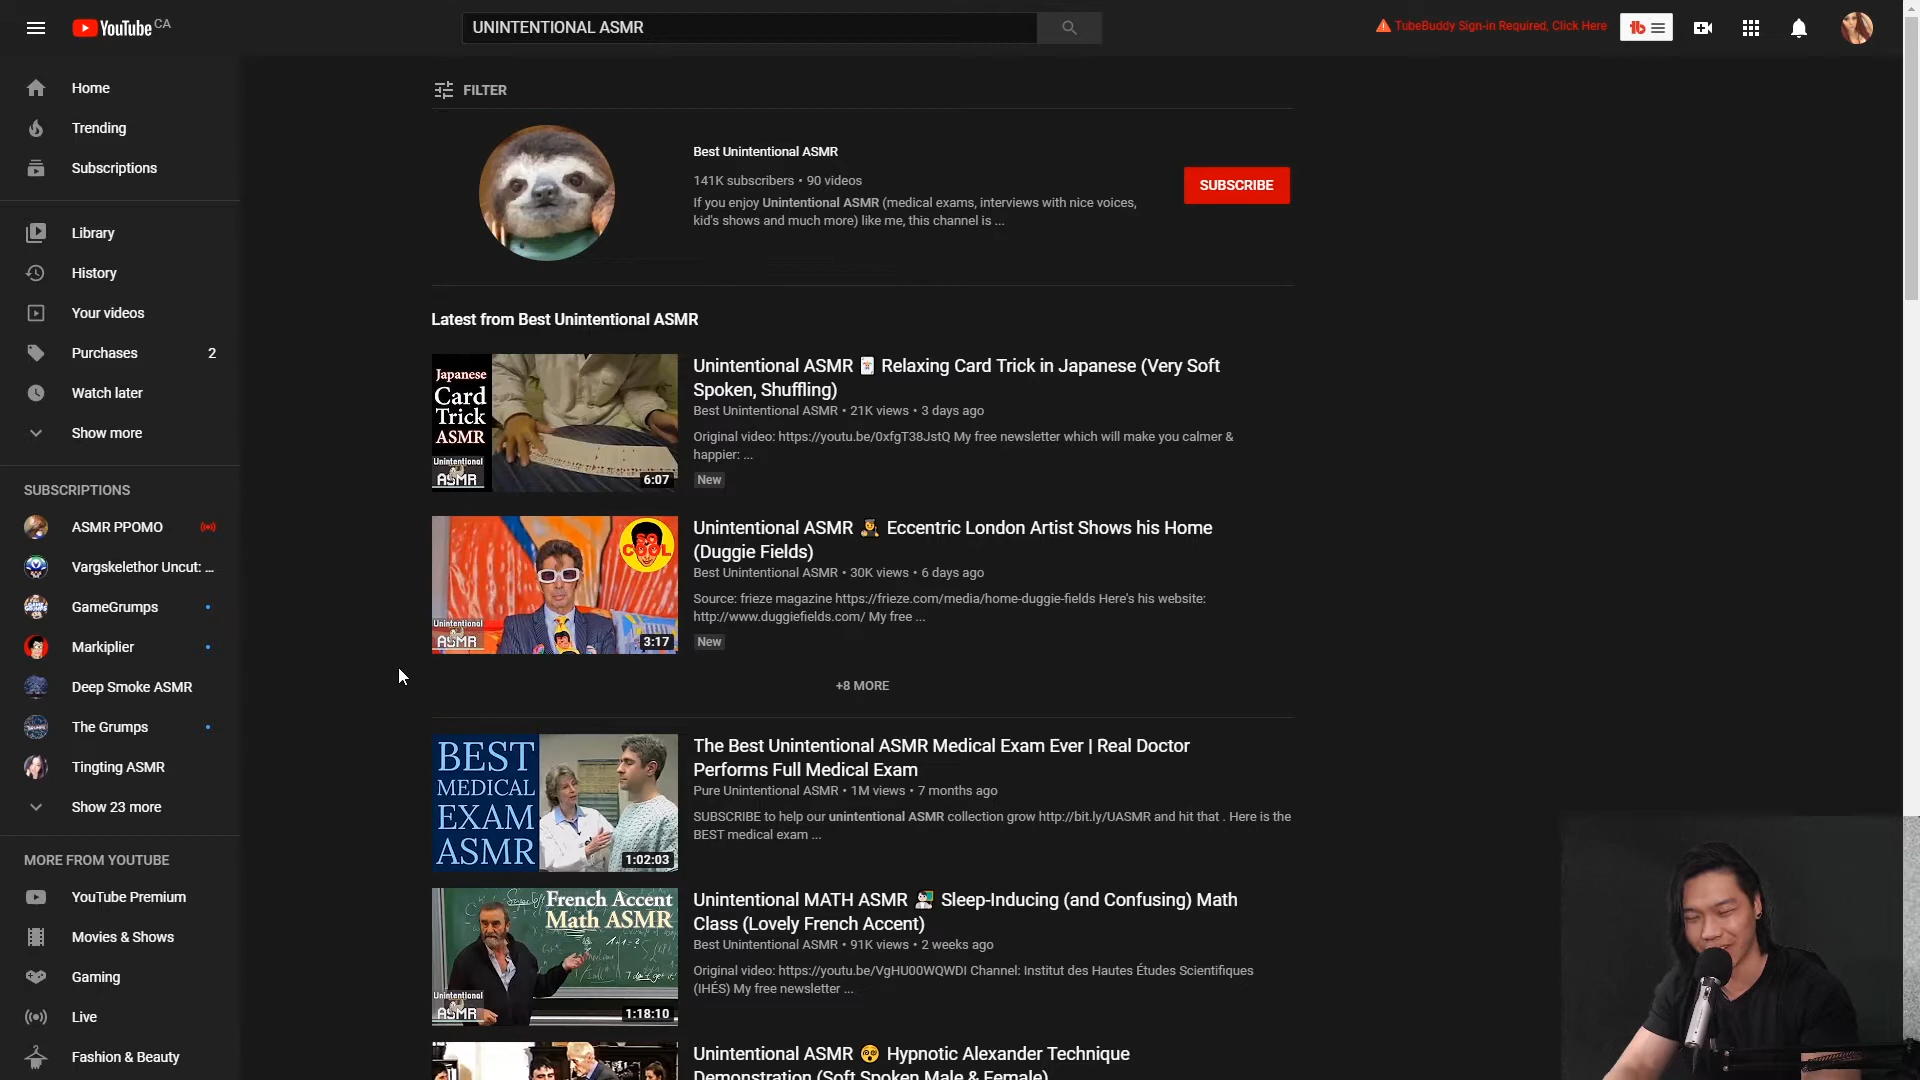 YouTube CA
UNINTENTIONAL ASMR
TubeBuddy Sign-in Required, Click Here
Home
Trending
Subscriptions
Library
History
Your videos
Purchases 2
Watch later
Show more
SUBSCRIPTIONS
ASMR PPOMO
Vargskelethor Uncut: ...
GameGrumps
Markiplier
Deep Smoke ASMR
The Grumps
Tingting ASMR
Show 23 more
MORE FROM YOUTUBE
YouTube Premium
Movies & Shows
Gaming
Live
Fashion & Beauty
FILTER
Best Unintentional ASMR
141K subscribers • 90 videos
If you enjoy Unintentional ASMR (medical exams, interviews with nice voices,
kid's shows and much more) like me, this channel is ...
SUBSCRIBE
Latest from Best Unintentional ASMR
Japanese
Card
Trick
ASMR
Unintentional
ASMR
6:07
Unintentional ASMR 🃏 Relaxing Card Trick in Japanese (Very Soft
Spoken, Shuffling)
Best Unintentional ASMR • 21K views • 3 days ago
Original video: https://youtu.be/0xfgT38JstQ My free newsletter which will make you calmer &
happier: ...
New
SO
COOL
Unintentional
ASMR
3:17
Unintentional ASMR 👩‍🎨 Eccentric London Artist Shows his Home
(Duggie Fields)
Best Unintentional ASMR • 30K views • 6 days ago
Source: frieze magazine https://frieze.com/media/home-duggie-fields Here's his website:
http://www.duggiefields.com/ My free ...
New
+8 MORE
BEST
MEDICAL
EXAM
ASMR
1:02:03
The Best Unintentional ASMR Medical Exam Ever | Real Doctor
Performs Full Medical Exam
Pure Unintentional ASMR • 1M views • 7 months ago
SUBSCRIBE to help our unintentional ASMR collection grow http://bit.ly/UASMR and hit that . Here is the
BEST medical exam ...
French Accent
Math ASMR
Unintentional
ASMR
1:18:10
Unintentional MATH ASMR 👨‍🏫 Sleep-Inducing (and Confusing) Math
Class (Lovely French Accent)
Best Unintentional ASMR • 91K views • 2 weeks ago
Original video: https://youtu.be/VgHU00WQWDI Channel: Institut des Hautes Études Scientifiques
(IHÉS) My free newsletter ...
Unintentional ASMR 😵 Hypnotic Alexander Technique
Demonstration (Soft Spoken Male & Female)